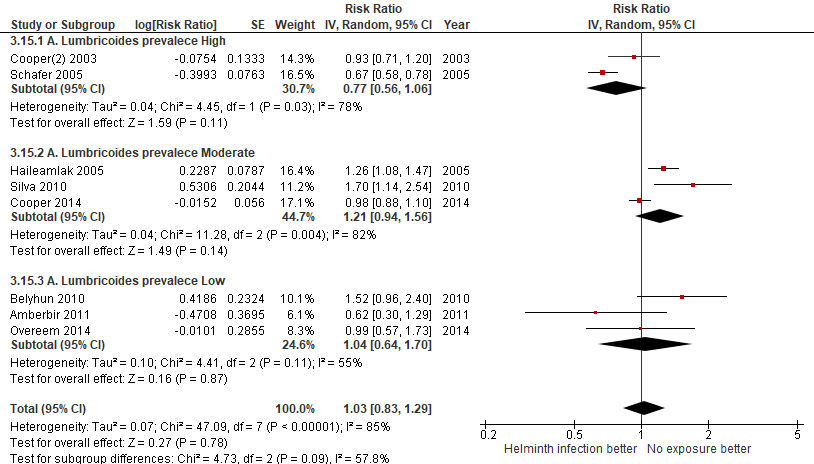 Risk Ratio Risk Ratio
Study or Subgroup log[Risk Ratio] SE Weight IV, Random, 95% CI Year IV, Random, 95% CI
3.15.1 A. Lumbricoides prevalece High
Cooper(2) 2003 -0.0754 0.1333 14.3% 0.93 [0.71, 1.20] 2003
Schafer 2005 -0.3993 0.0763 16.5% 0.67 [0.58, 0.78] 2005
Subtotal (95% CI) 30.7% 0.77 [0.56, 1.06]
Heterogeneity: Tau² = 0.04; Chi² = 4.45, df = 1 (P = 0.03); I² = 78%
Test for overall effect: Z = 1.59 (P = 0.11)
3.15.2 A. Lumbricoides prevalece Moderate
Haileamlak 2005 0.2287 0.0787 16.4% 1.26 [1.08, 1.47] 2005
Silva 2010 0.5306 0.2044 11.2% 1.70 [1.14, 2.54] 2010
Cooper 2014 -0.0152 0.056 17.1% 0.98 [0.88, 1.10] 2014
Subtotal (95% CI) 44.7% 1.21 [0.94, 1.56]
Heterogeneity: Tau² = 0.04; Chi² = 11.28, df = 2 (P = 0.004); I² = 82%
Test for overall effect: Z = 1.49 (P = 0.14)
3.15.3 A. Lumbricoides prevalece Low
Belyhun 2010 0.4186 0.2324 10.1% 1.52 [0.96, 2.40] 2010
Amberbir 2011 -0.4708 0.3695 6.1% 0.62 [0.30, 1.29] 2011
Overeem 2014 -0.0101 0.2855 8.3% 0.99 [0.57, 1.73] 2014
Subtotal (95% CI) 24.6% 1.04 [0.64, 1.70]
Heterogeneity: Tau² = 0.10; Chi² = 4.41, df = 2 (P = 0.11); I² = 55%
Test for overall effect: Z = 0.16 (P = 0.87)
Total (95% CI) 100.0% 1.03 [0.83, 1.29]
Heterogeneity: Tau² = 0.07; Chi² = 47.09, df = 7 (P < 0.00001); I² = 85%
Test for overall effect: Z = 0.27 (P = 0.78)
Test for subgroup differences: Chi² = 4.73, df = 2 (P = 0.09), I² = 57.8%
0.2 0.5 1 2 5
Helminth infection better No exposure better